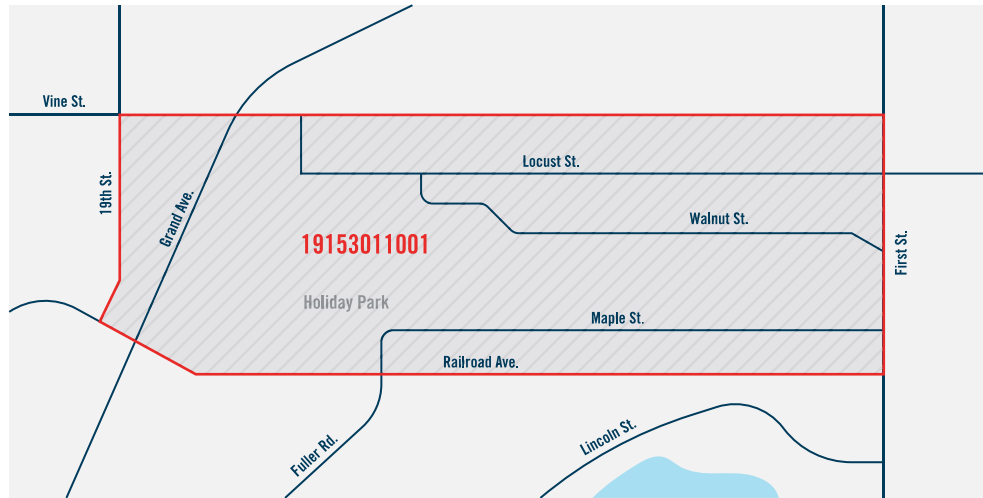 Vine St.
Locust St.
19th St.
Grand Ave.
Walnut St.
19153011001
First St.
Holiday Park
Maple St.
Railroad Ave.
Lincoln St.
Fuller Rd.